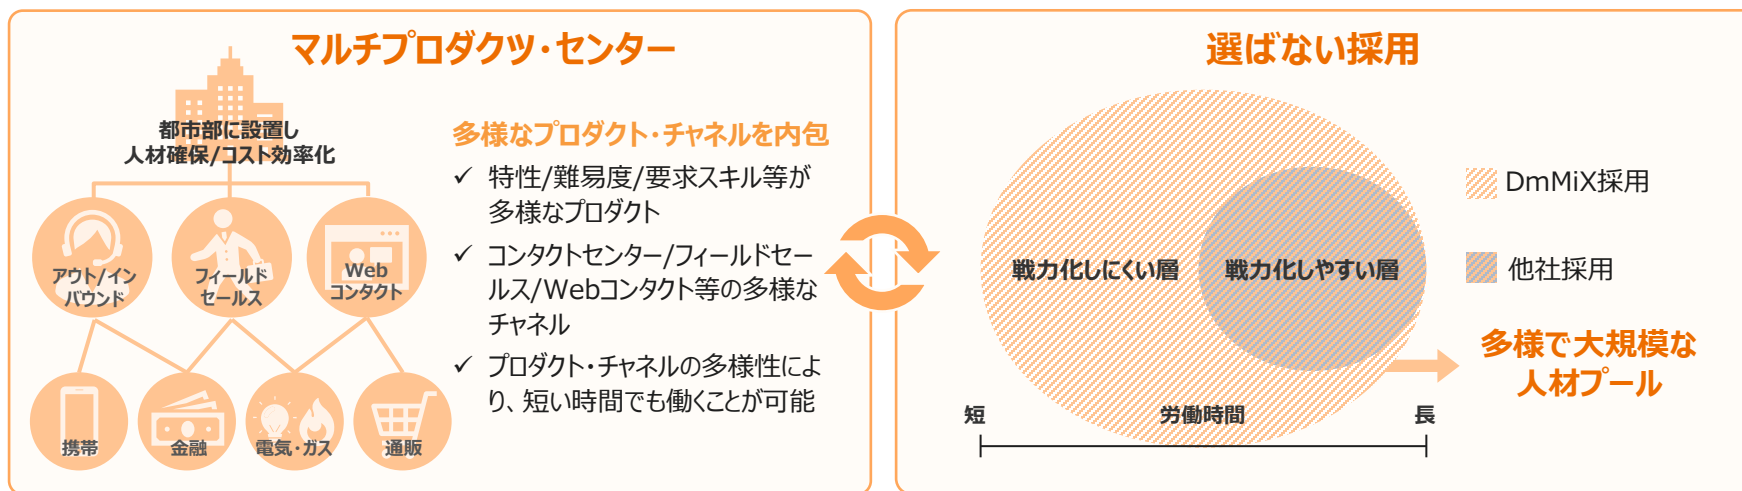 マルチプロダクツ・センター
都市部に設置し
人材確保/コスト効率化
アウト/イン
バウンド
フィールド
セールス
Web
コンタクト
携帯
金融
電気・ガス
通販
多様なプロダクト・チャネルを内包
✓ 特性/難易度/要求スキル等が
多様なプロダクト
✓ コンタクトセンター/フィールドセー
ルス/Webコンタクト等の多様な
チャネル
✓ プロダクト・チャネルの多様性によ
り、短い時間でも働くことが可能
選ばない採用
戦力化しにくい層
戦力化しやすい層
DmMiX採用
他社採用
多様で大規模な
人材プール
短
労働時間
長